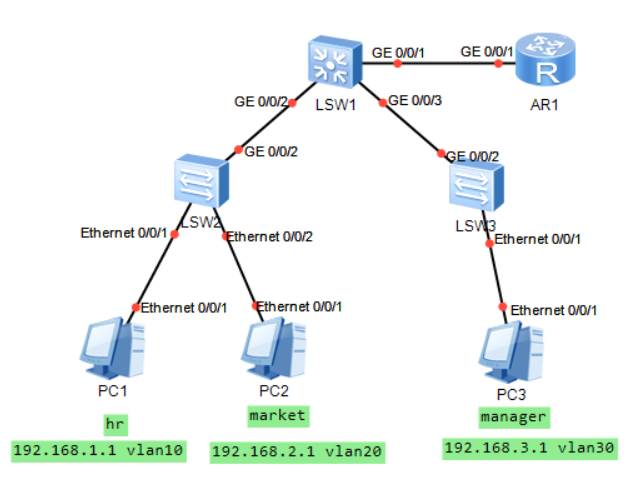 GE 0/0/1
GE 0/0/1
LSW1
AR1
GE 0/0/2
GE 0/0/3
GE 0/0/2
GE 0/0/2
LSW2
LSW3
Ethernet 0/0/1
Ethernet 0/0/2
Ethernet 0/0/1
Ethernet 0/0/1
Ethernet 0/0/1
Ethernet 0/0/1
R
PC1
PC2
PC3
hr
market
manager
192.168.1.1 vlan10
192.168.2.1 vlan20
192.168.3.1 vlan30